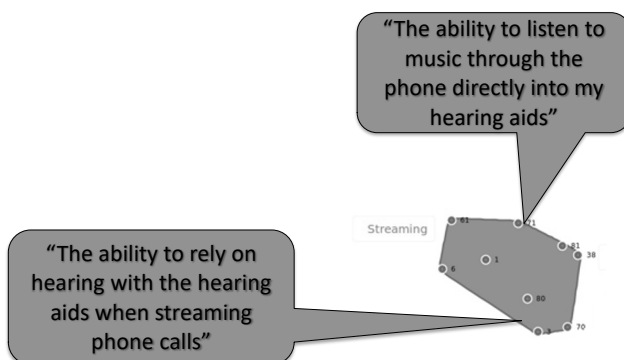 “The ability to listen to
music through the
phone directly into my
hearing aids”
61
71
Streaming
81
38
1
6
“The ability to rely on
hearing with the hearing
aids when streaming
phone calls”
80
3
70